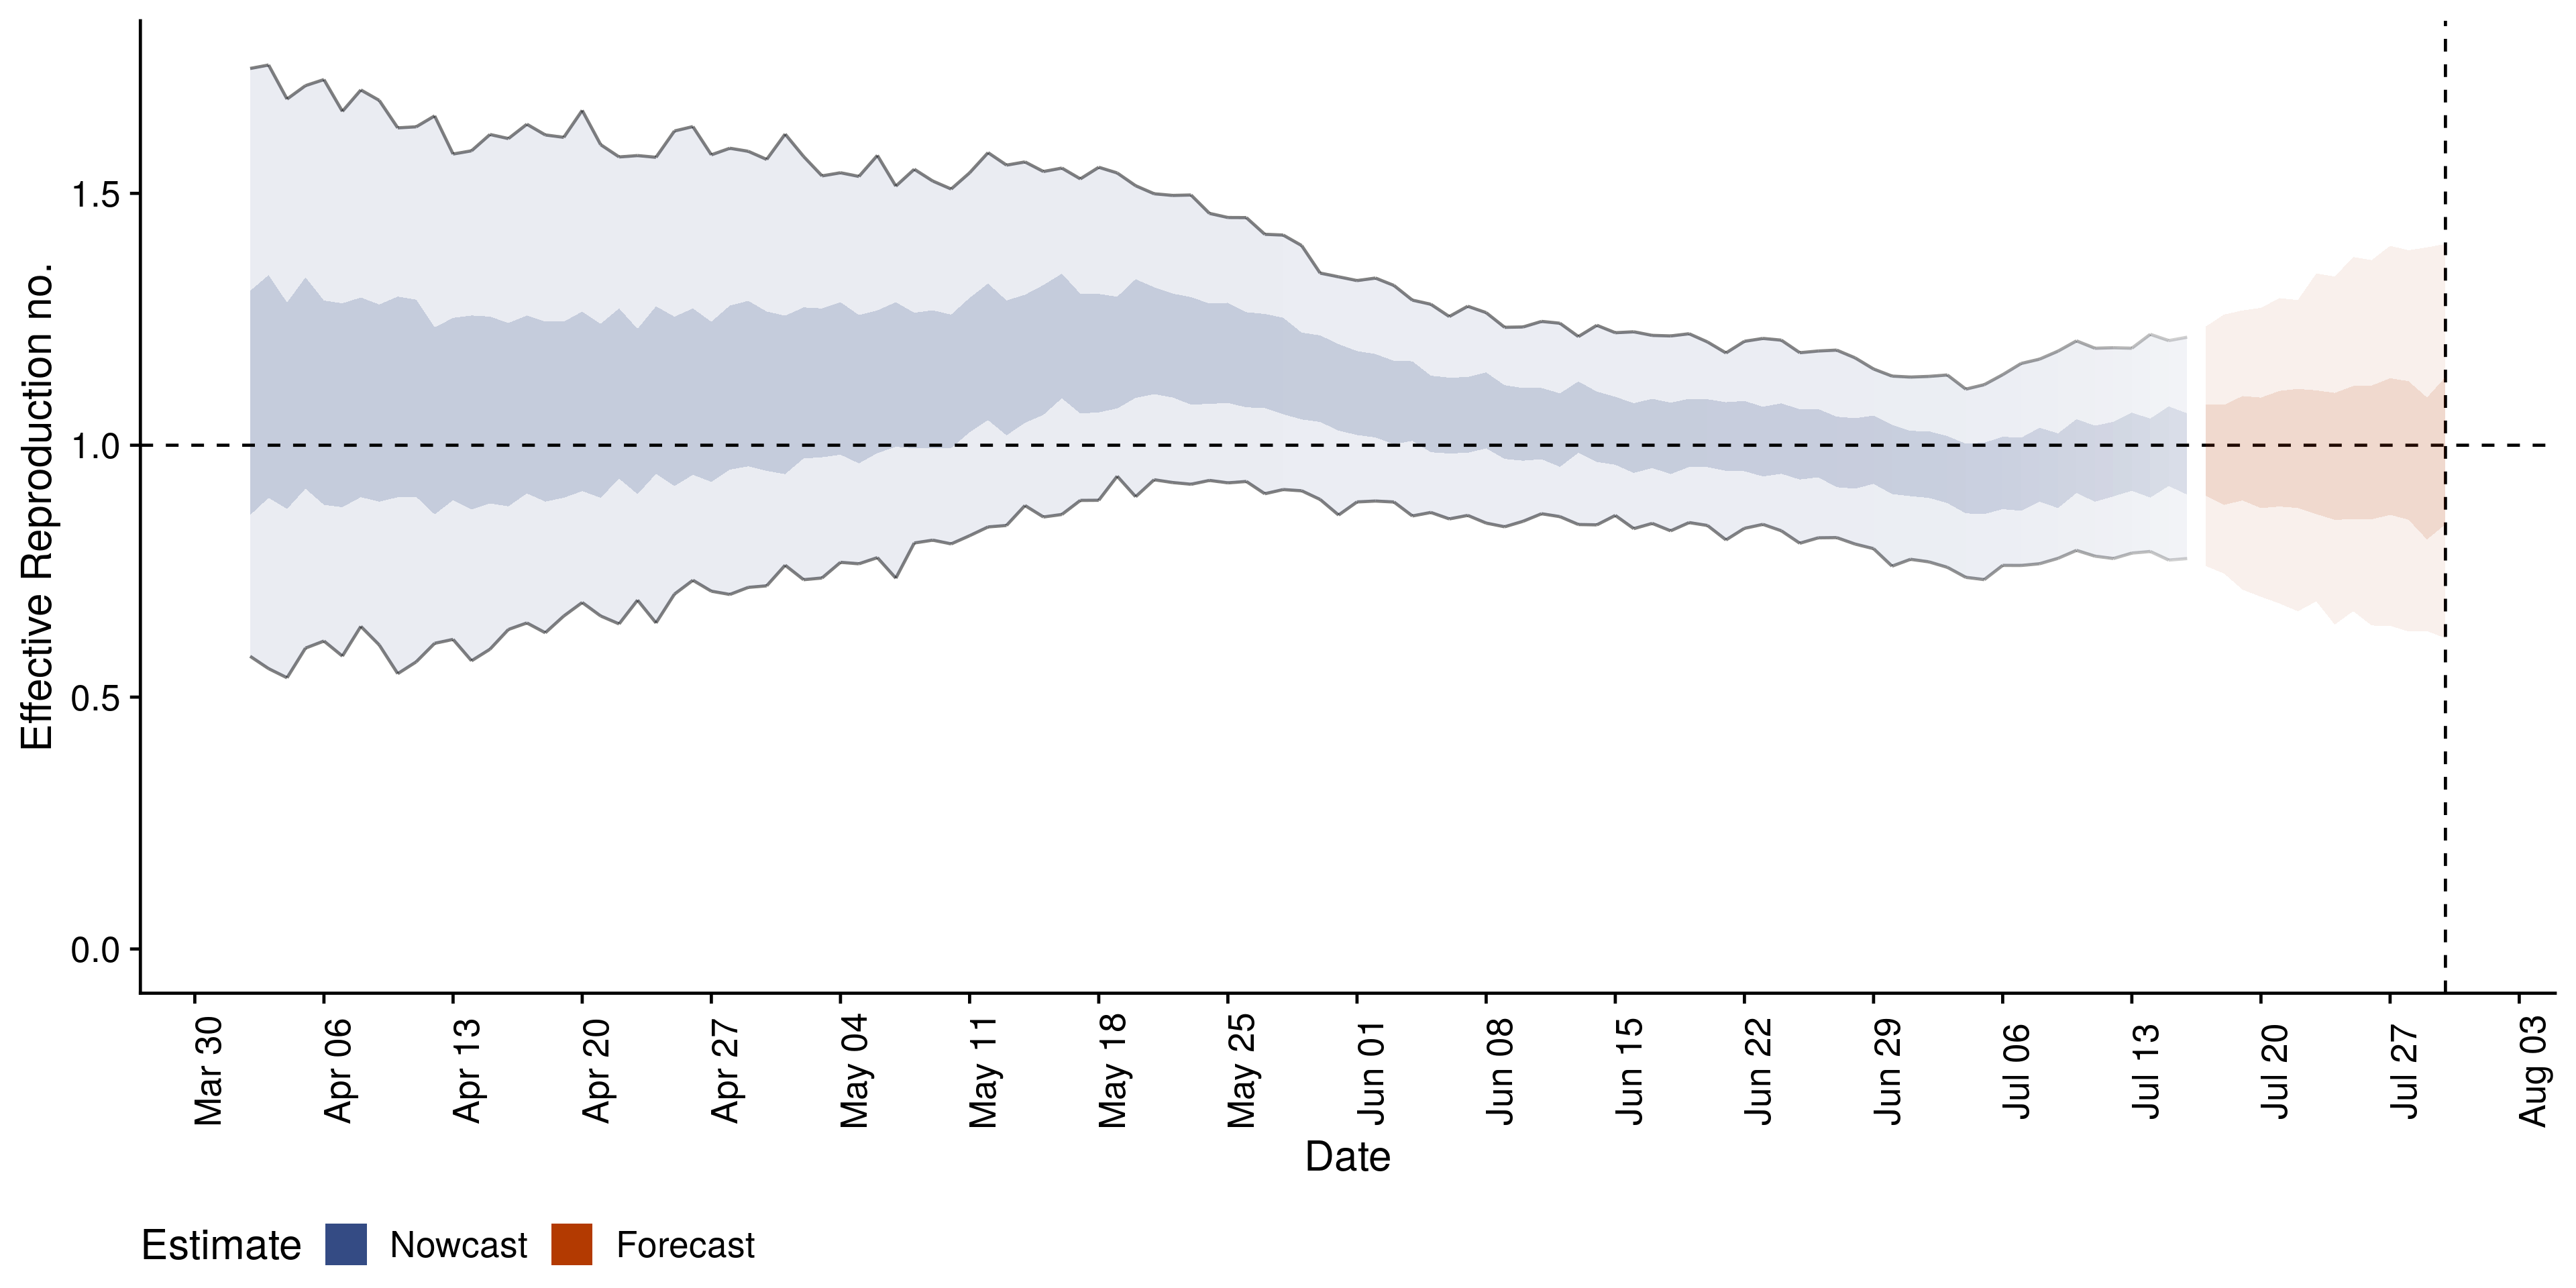 Effective Reproduction no.
1.5
1.0
0.5
0.0
Mar 30
Apr 06
Apr 13
Apr 20
Apr 27
May 04
May 11
May 18
May 25
Jun 01
Jun 08
Jun 15
Jun 22
Jun 29
Jul 06
Jul 13
Jul 20
Jul 27
Aug 03
Date
Estimate Nowcast Forecast